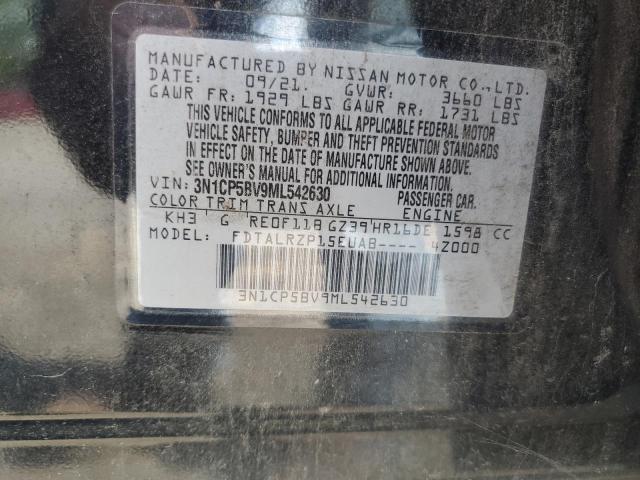 MANUFACTURED BY NISSAN MOTOR CO., LTD.
DATE: 09/21. GVWR: 3660 LBS
GAWR FR: 1929 LBS GAWR RR: 1731 LBS
THIS VEHICLE CONFORMS TO ALL APPLICABLE FEDERAL MOTOR
VEHICLE SAFETY, BUMPER AND THEFT PREVENTION STANDARDS
IN EFFECT ON THE DATE OF MANUFACTURE SHOWN ABOVE.
SEE OWNER'S MANUAL FOR ADDITIONAL INFORMATION.
VIN: 3N1CP5BV9ML542630 PASSENGER CAR
COLOR TRIM TRANS AXLE ENGINE
KH3 G RE0F11B GZ39 HR16DE 1598 CC
MODEL: FDTALRZP15EUAB---- 4Z000
3N1CP5BV9ML542630